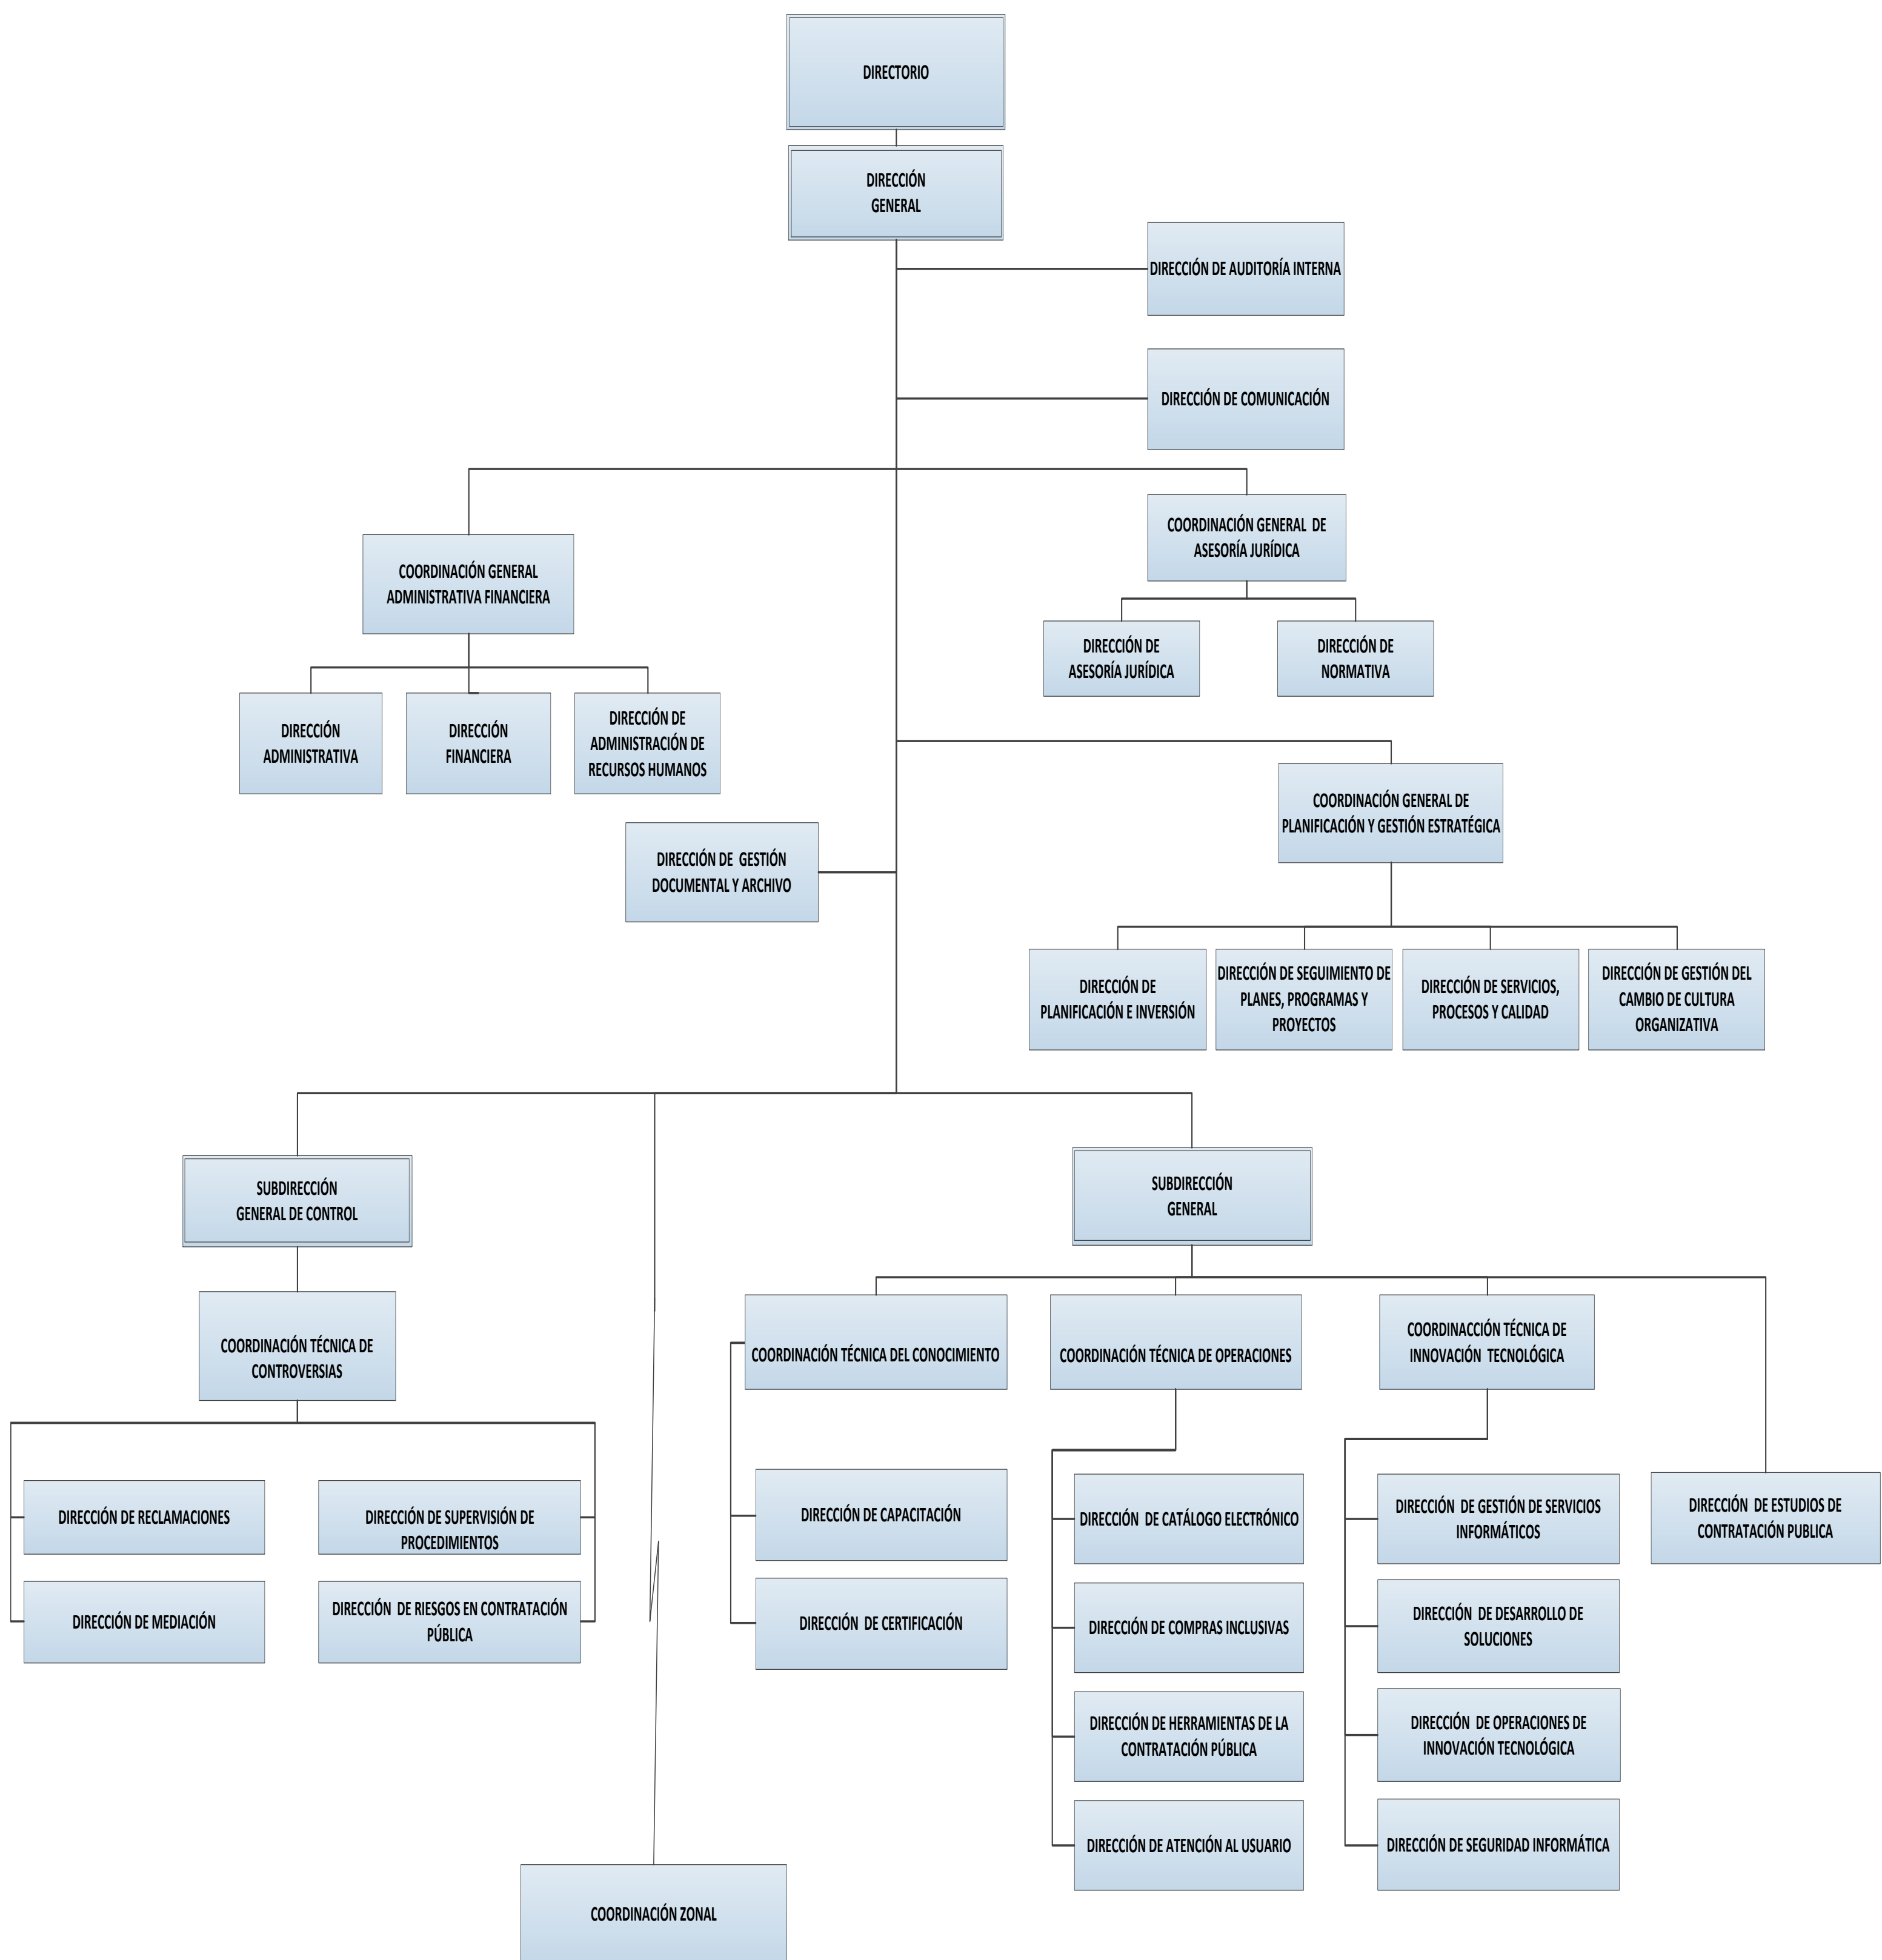 DIRECTORIO
DIRECCIÓN
GENERAL
DIRECCIÓN DE AUDITORÍA INTERNA
DIRECCIÓN DE COMUNICACIÓN
COORDINACIÓN GENERAL DE
ASESORÍA JURÍDICA
COORDINACIÓN GENERAL
ADMINISTRATIVA FINANCIERA
DIRECCIÓN DE
ASESORÍA JURÍDICA
DIRECCIÓN DE
NORMATIVA
DIRECCIÓN
ADMINISTRATIVA
DIRECCIÓN
FINANCIERA
DIRECCIÓN DE
ADMINISTRACIÓN DE
RECURSOS HUMANOS
COORDINACIÓN GENERAL DE
PLANIFICACIÓN Y GESTIÓN ESTRATÉGICA
DIRECCIÓN DE GESTIÓN
DOCUMENTAL Y ARCHIVO
DIRECCIÓN DE
PLANIFICACIÓN E INVERSIÓN
DIRECCIÓN DE SEGUIMIENTO DE
PLANES, PROGRAMAS Y
PROYECTOS
DIRECCIÓN DE SERVICIOS,
PROCESOS Y CALIDAD
DIRECCIÓN DE GESTIÓN DEL
CAMBIO DE CULTURA
ORGANIZATIVA
SUBDIRECCIÓN
GENERAL DE CONTROL
SUBDIRECCIÓN
GENERAL
COORDINACIÓN TÉCNICA DE
CONTROVERSIAS
COORDINACIÓN TÉCNICA DEL CONOCIMIENTO
COORDINACIÓN TÉCNICA DE OPERACIONES
COORDINACCIÓN TÉCNICA DE
INNOVACIÓN TECNOLÓGICA
DIRECCIÓN DE RECLAMACIONES
DIRECCIÓN DE SUPERVISIÓN DE
PROCEDIMIENTOS
DIRECCIÓN DE MEDIACIÓN
DIRECCIÓN DE RIESGOS EN CONTRATACIÓN
PÚBLICA
DIRECCIÓN DE CAPACITACIÓN
DIRECCIÓN DE CERTIFICACIÓN
DIRECCIÓN DE CATÁLOGO ELECTRÓNICO
DIRECCIÓN DE COMPRAS INCLUSIVAS
DIRECCIÓN DE HERRAMIENTAS DE LA
CONTRATACIÓN PÚBLICA
DIRECCIÓN DE ATENCIÓN AL USUARIO
DIRECCIÓN DE GESTIÓN DE SERVICIOS
INFORMÁTICOS
DIRECCIÓN DE DESARROLLO DE
SOLUCIONES
DIRECCIÓN DE OPERACIONES DE
INNOVACIÓN TECNOLÓGICA
DIRECCIÓN DE SEGURIDAD INFORMÁTICA
DIRECCIÓN DE ESTUDIOS DE
CONTRATACIÓN PUBLICA
COORDINACIÓN ZONAL